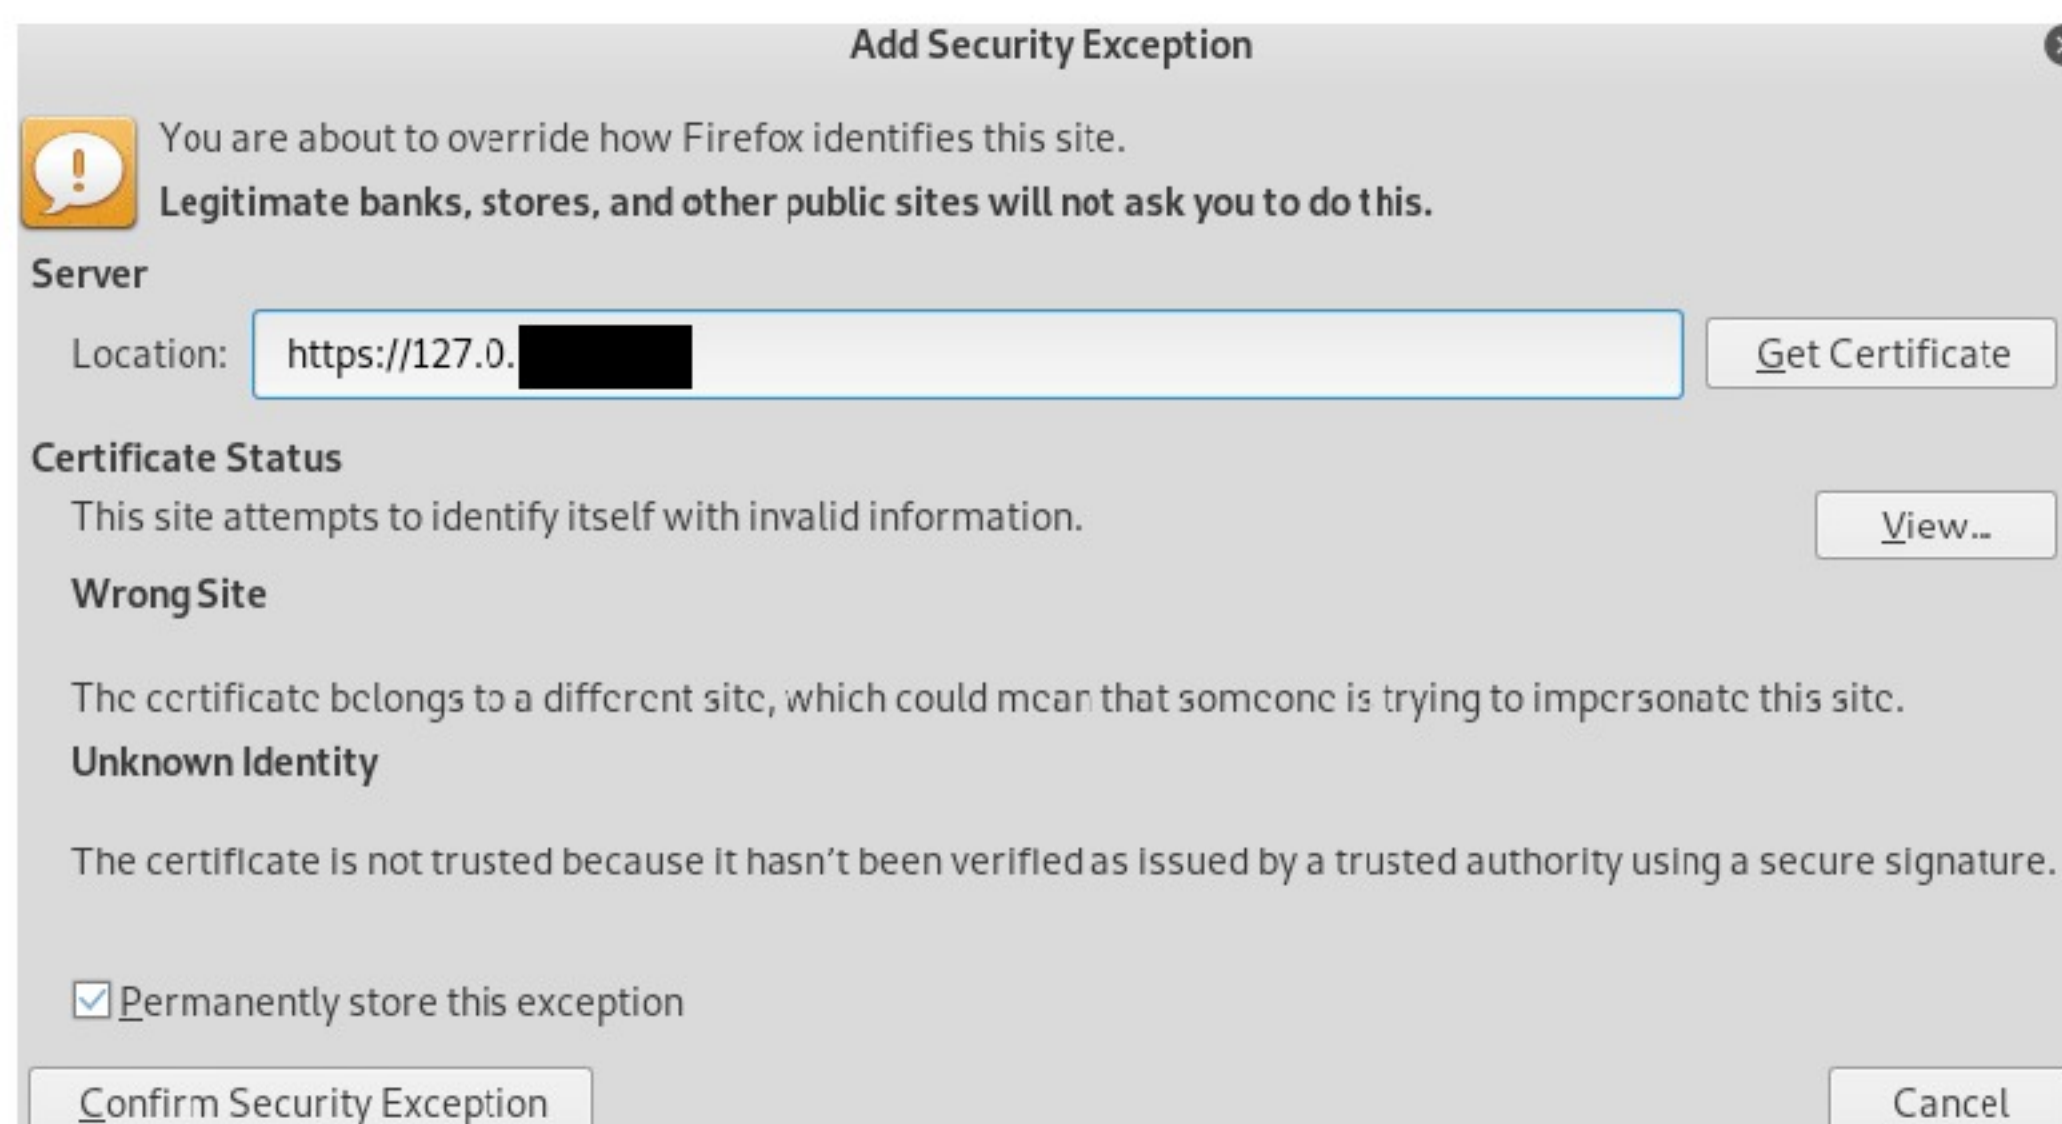 Add Security Exception
You are about to override how Firefox identifies this site.
Legitimate banks, stores, and other public sites will not ask you to do this.
Server
Location: https://127.0. Get Certificate
Certificate Status
This site attempts to identify itself with invalid information. View...
Wrong Site
The certificate belongs to a different site, which could mean that someone is trying to impersonate this site.
Unknown Identity
The certificate is not trusted because it hasn't been verified as issued by a trusted authority using a secure signature.
Permanently store this exception
Confirm Security Exception Cancel